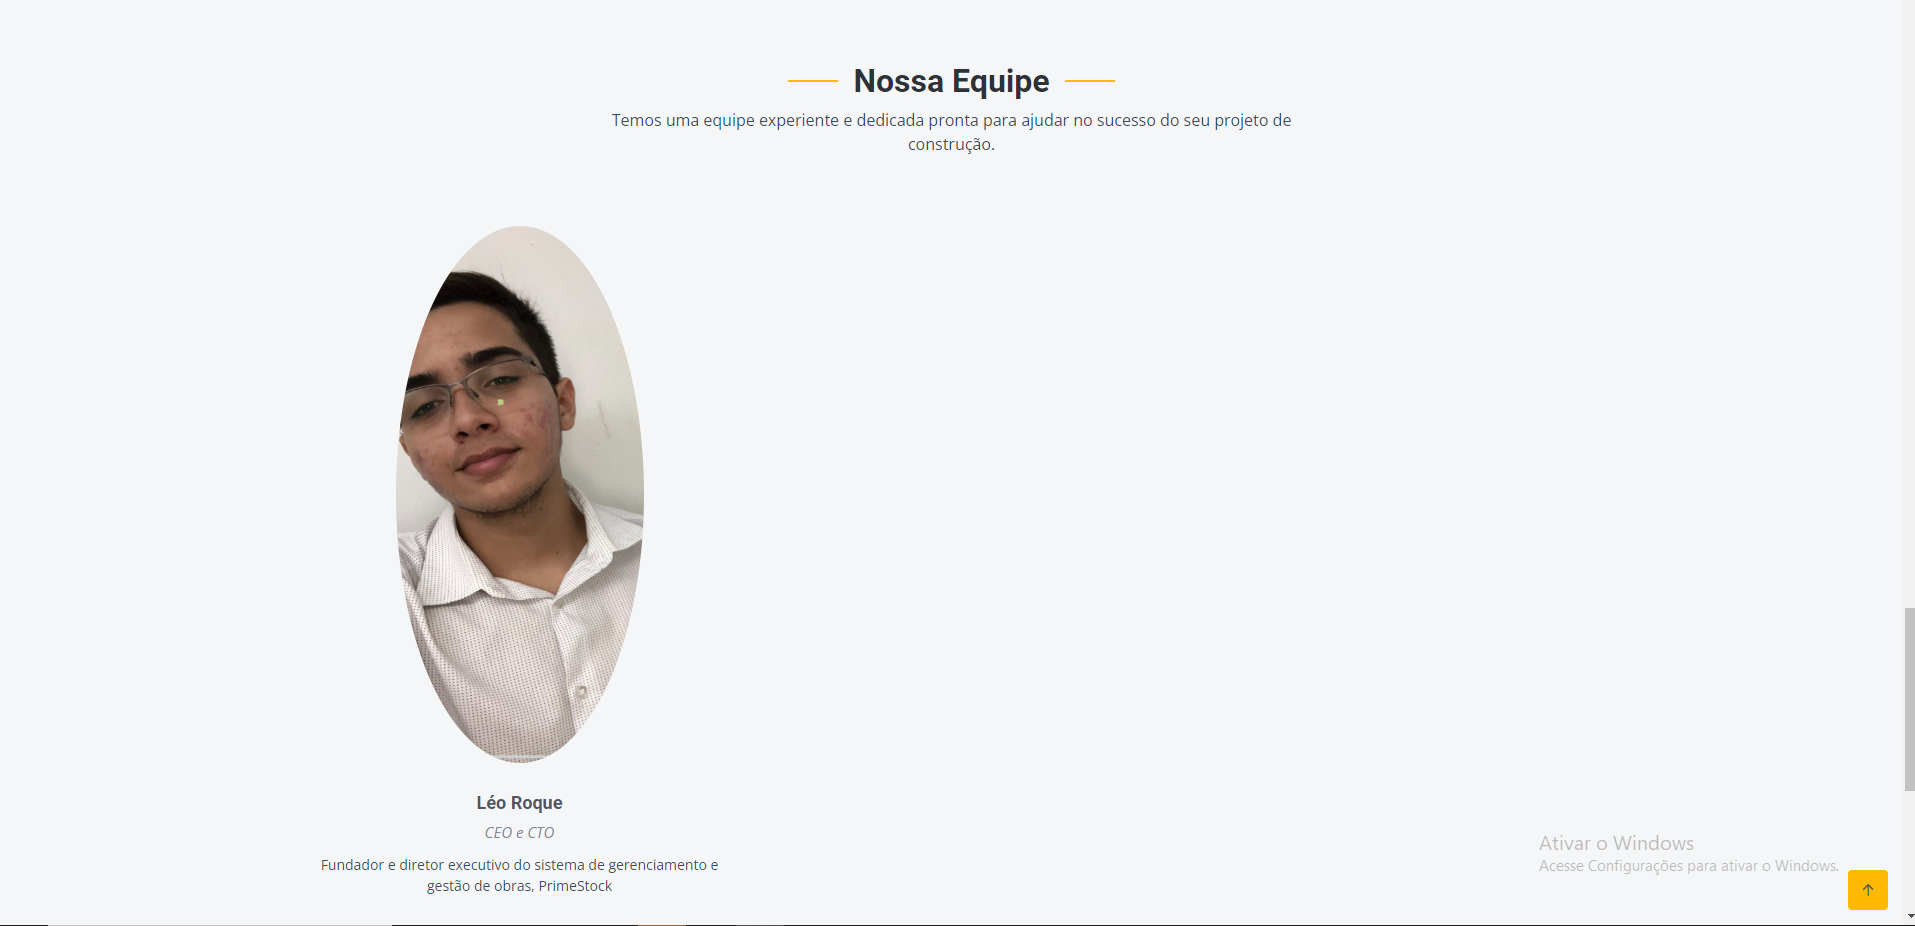 Nossa Equipe
Temos uma equipe experiente e dedicada pronta para ajudar no sucesso do seu projeto de
construção.
Léo Roque
CEO e CTO
Fundador e diretor executivo do sistema de gerenciamento e
gestão de obras, PrimeStock
Ativar o Windows
Acesse Configurações para ativar o Windows.